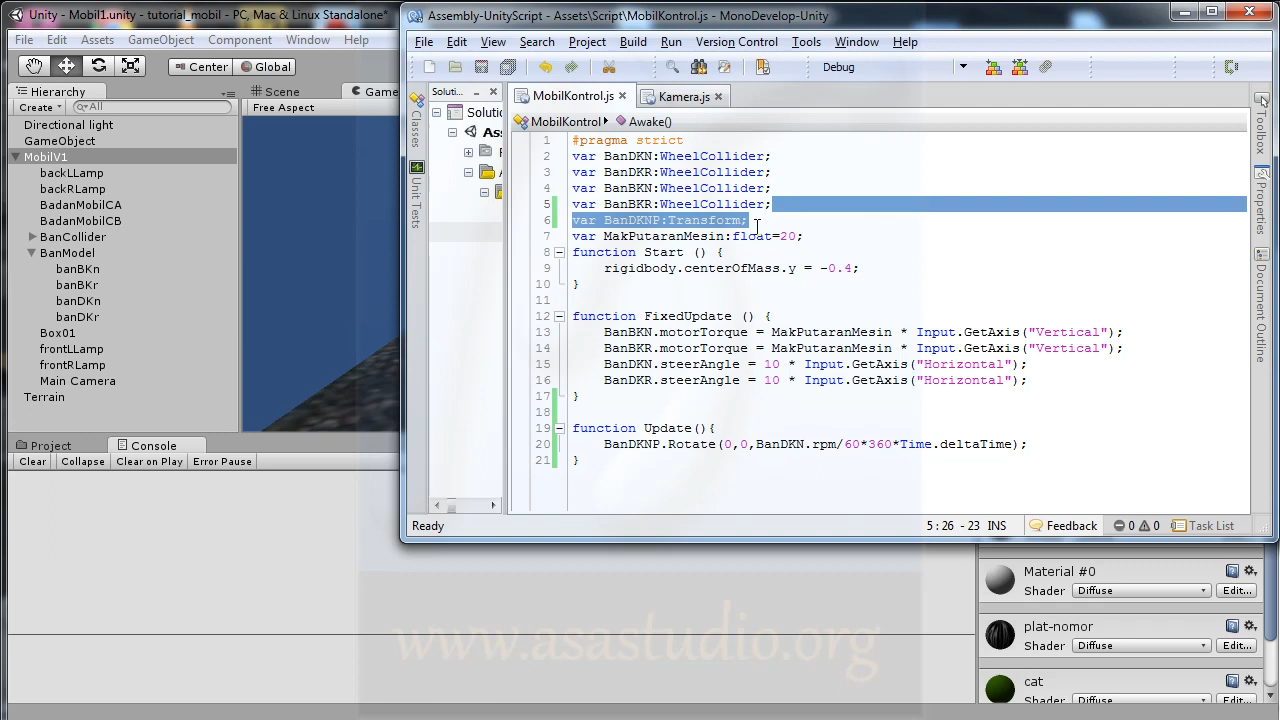 Unity - Mobil1.unity - tutorial_mobil - PC, Mac & Linux Standalone*
File Edit Assets GameObject Component Window Help
Center Global
Hierarchy
Create All
Directional light
GameObject
MobilV1
backLLamp
backRLamp
BadanMobilCA
BadanMobilCB
BanCollider
BanModel
banBKn
banBKr
banDKn
banDKr
Box01
frontLLamp
frontRLamp
Main Camera
Terrain
Scene Game
Free Aspect
Project Console
Clear Collapse Clear on Play Error Pause
Assembly-UnityScript - Assets\Script\MobilKontrol.js - MonoDevelop-Unity
File Edit View Search Project Build Run Version Control Tools Window Help
Debug
Classes
Unit Tests
Soluti...
Solutio
Ass
MobilKontrol.js Kamera.js
MobilKontrol Awake()
1 #pragma strict
2 var BanDKN:WheelCollider;
3 var BanDKR:WheelCollider;
4 var BanBKN:WheelCollider;
5 var BanBKR:WheelCollider;
6 var BanDKNP:Transform;
7 var MakPutaranMesin:float=20;
8 function Start () {
9 rigidbody.centerOfMass.y = -0.4;
10 }
11
12 function FixedUpdate () {
13 BanBKN.motorTorque = MakPutaranMesin * Input.GetAxis("Vertical");
14 BanBKR.motorTorque = MakPutaranMesin * Input.GetAxis("Vertical");
15 BanDKN.steerAngle = 10 * Input.GetAxis("Horizontal");
16 BanDKR.steerAngle = 10 * Input.GetAxis("Horizontal");
17 }
18
19 function Update(){
20 BanDKNP.Rotate(0,0,BanDKN.rpm/60*360*Time.deltaTime);
21 }
Toolbox
Properties
Document Outline
Ready
5 : 26 - 23 INS
Feedback
0 0
Task List
Material #0
Shader Diffuse Edit...
plat-nomor
Shader Diffuse Edit...
cat
Shader Diffuse Edit...
www.asastudio.org